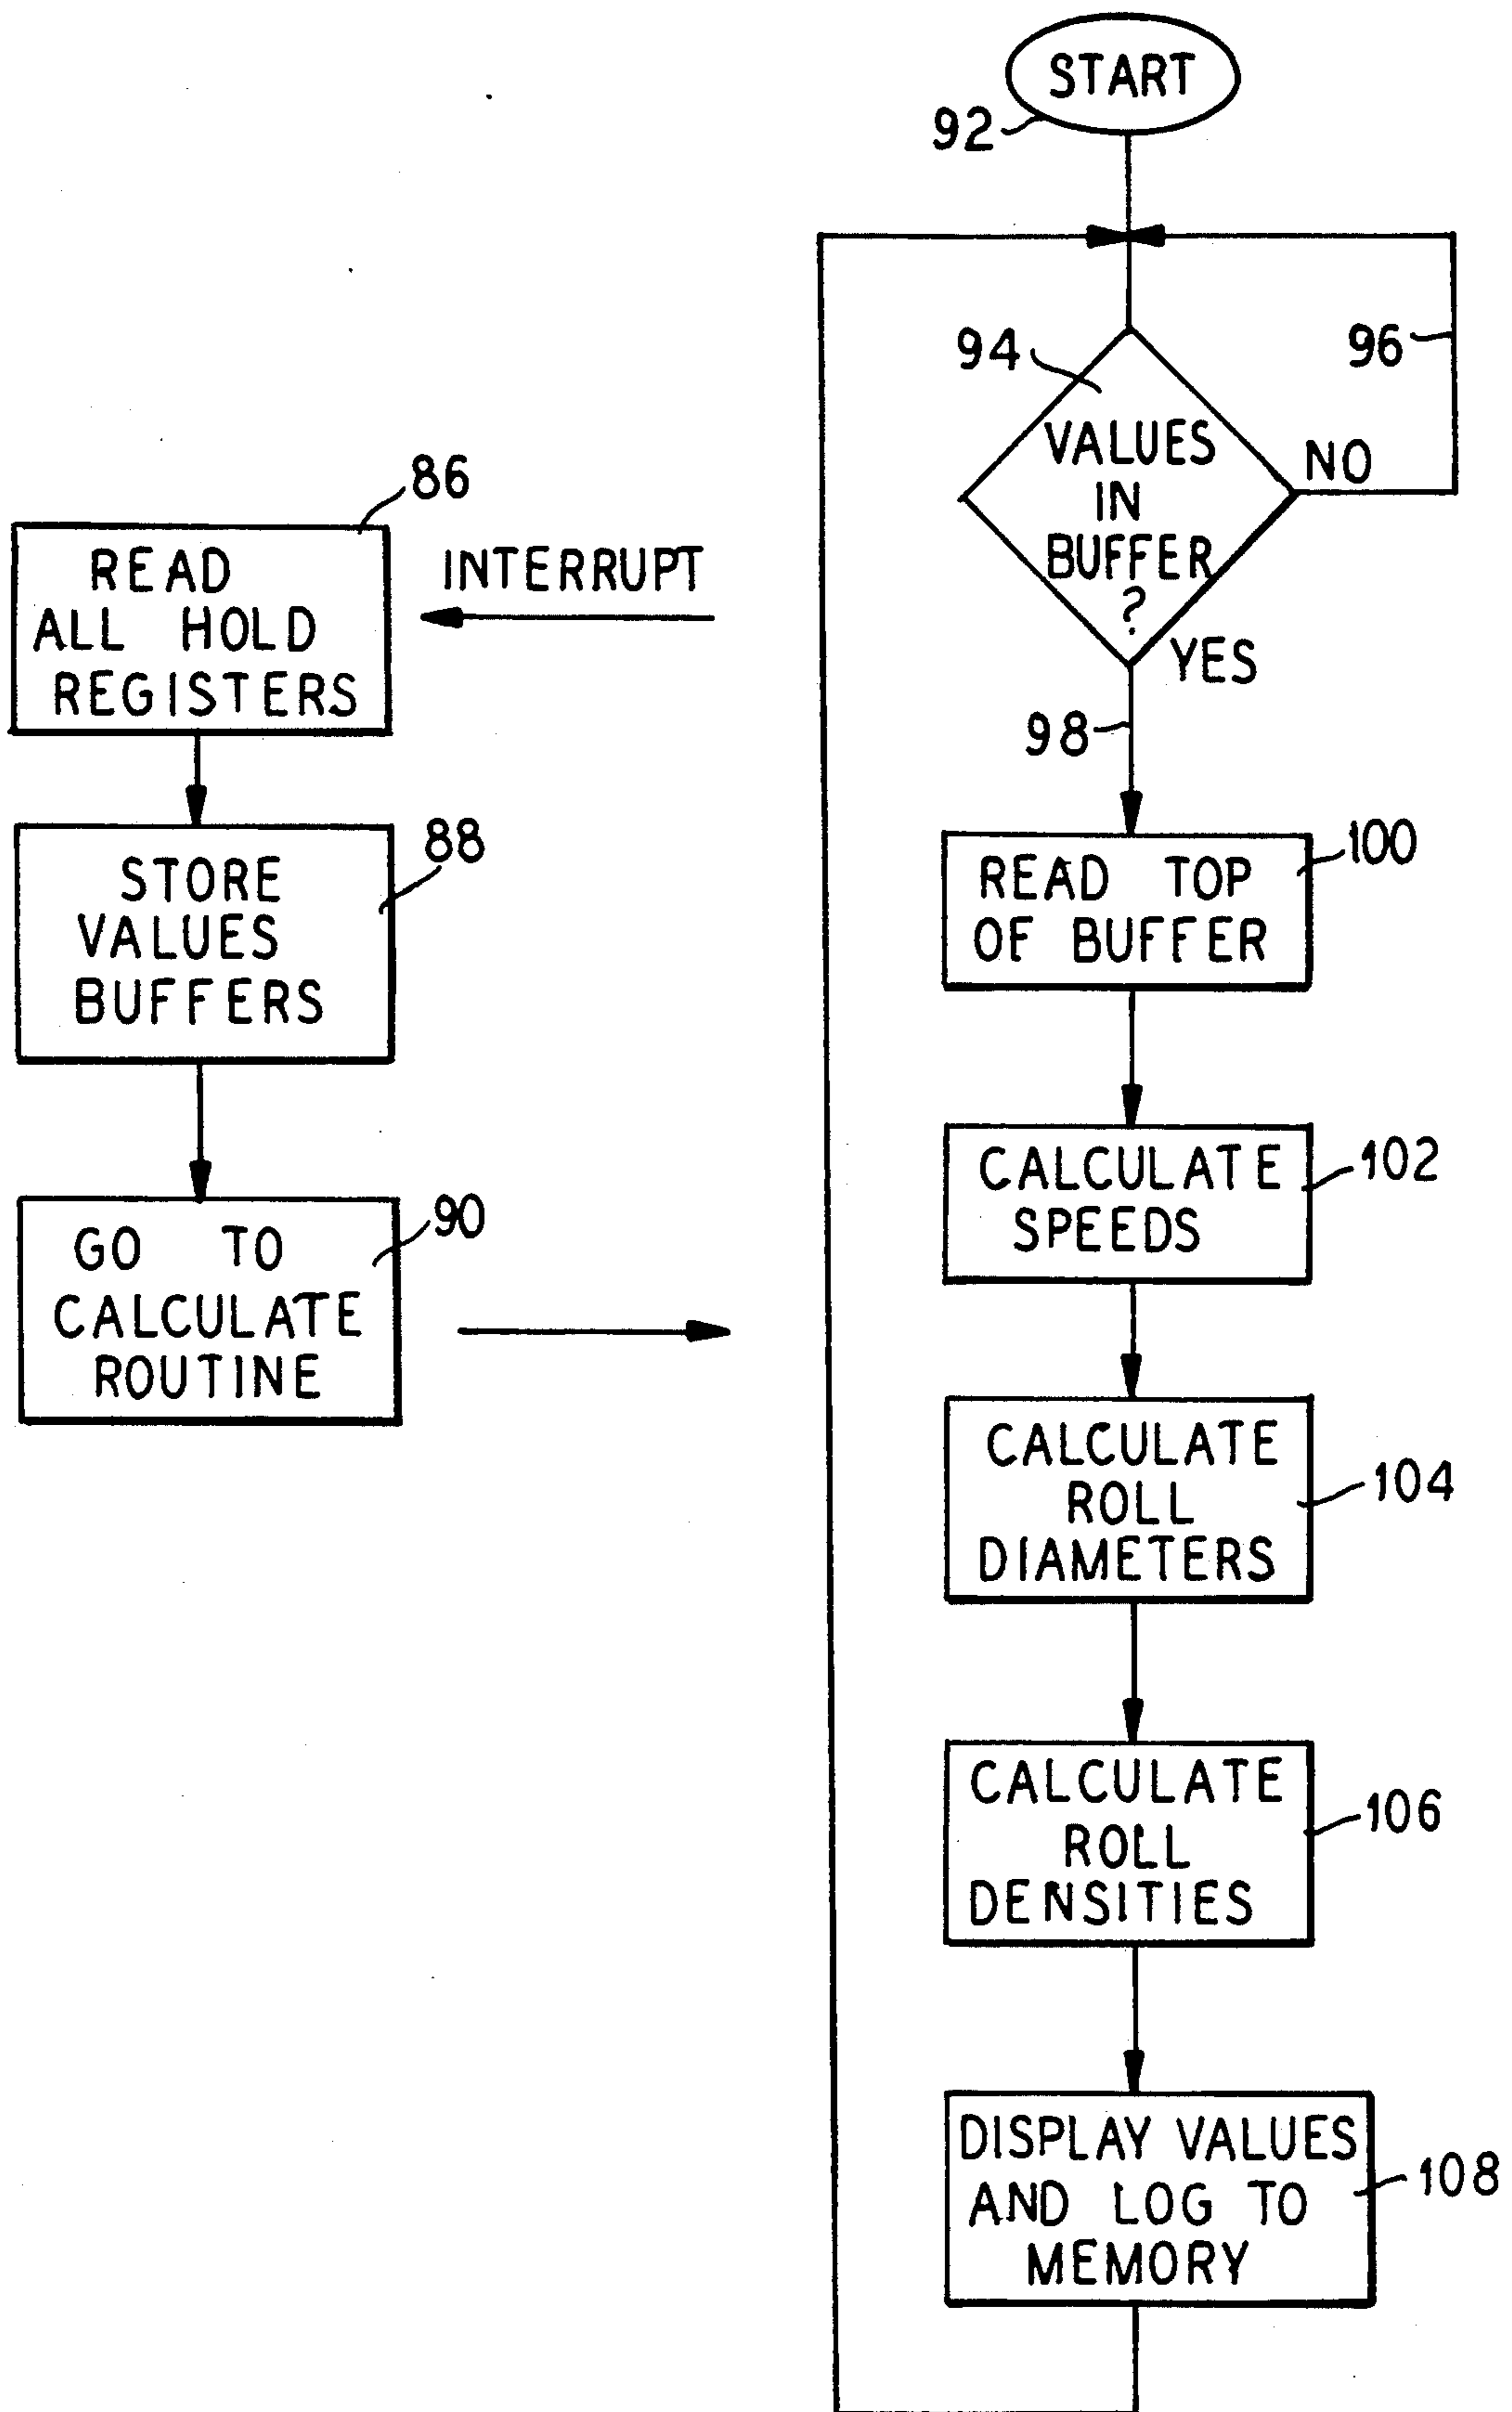 START
92
94
96
VALUES
IN
BUFFER
?
NO
YES
98
86
READ
ALL HOLD
REGISTERS
INTERRUPT
88
STORE
VALUES
BUFFERS
90
GO TO
CALCULATE
ROUTINE
100
READ TOP
OF BUFFER
102
CALCULATE
SPEEDS
104
CALCULATE
ROLL
DIAMETERS
106
CALCULATE
ROLL
DENSITIES
108
DISPLAY VALUES
AND LOG TO
MEMORY